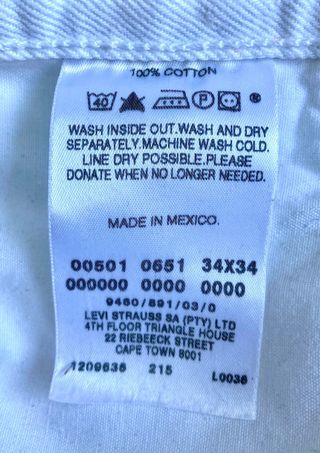 100% COTTON
40 P ®
WASH INSIDE OUT.WASH AND DRY
SEPARATELY.MACHINE WASH COLD.
LINE DRY POSSIBLE.PLEASE
DONATE WHEN NO LONGER NEEDED.
MADE IN MEXICO.
00501 0651 34X34
000000 0000 0000
9460/891/03/0
LEVI STRAUSS SA (PTY) LTD
4TH FLOOR TRIANGLE HOUSE
22 RIEBEECK STREET
CAPE TOWN 8001
1209636 215 L0036